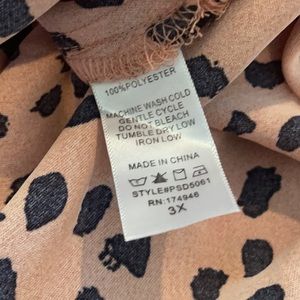 100%POLYESTER
MACHINE WASH COLD
GENTLE CYCLE
DO NOT BLEACH
TUMBLE DRY LOW
IRON LOW
MADE IN CHINA
STYLE#PSD5061
RN:174946
3X